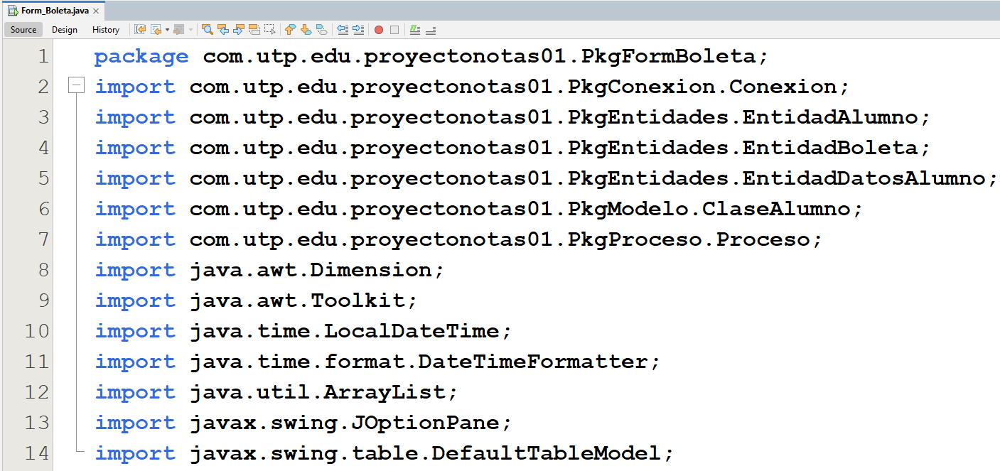 Form_Boleta.java
Source Design History
1 package com.utp.edu.proyectonotas01.PkgFormBoleta;
2 import com.utp.edu.proyectonotas01.PkgConexion.Conexion;
3 import com.utp.edu.proyectonotas01.PkgEntidades.EntidadAlumno;
4 import com.utp.edu.proyectonotas01.PkgEntidades.EntidadBoleta;
5 import com.utp.edu.proyectonotas01.PkgEntidades.EntidadDatosAlumno;
6 import com.utp.edu.proyectonotas01.PkgModelo.ClaseAlumno;
7 import com.utp.edu.proyectonotas01.PkgProceso.Proceso;
8 import java.awt.Dimension;
9 import java.awt.Toolkit;
10 import java.time.LocalDateTime;
11 import java.time.format.DateTimeFormatter;
12 import java.util.ArrayList;
13 import javax.swing.JOptionPane;
14 import javax.swing.table.DefaultTableModel;